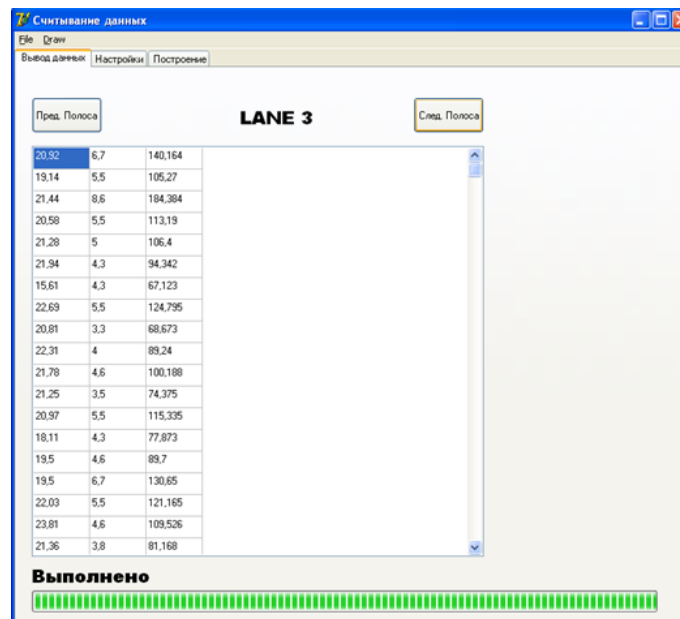 Считывание данных
File Draw
Вывод данных Настройки Построение
Пред. Полоса LANE 3 След. Полоса
20,92 6,7 140,164
19,14 5,5 105,27
21,44 8,6 184,384
20,58 5,5 113,19
21,28 5 106,4
21,94 4,3 94,342
15,61 4,3 67,123
22,69 5,5 124,795
20,81 3,3 68,673
22,31 4 89,24
21,78 4,6 100,188
21,25 3,5 74,375
20,97 5,5 115,335
18,11 4,3 77,873
19,5 4,6 89,7
19,5 6,7 130,65
22,03 5,5 121,165
23,81 4,6 109,526
21,36 3,8 81,168
Выполнено